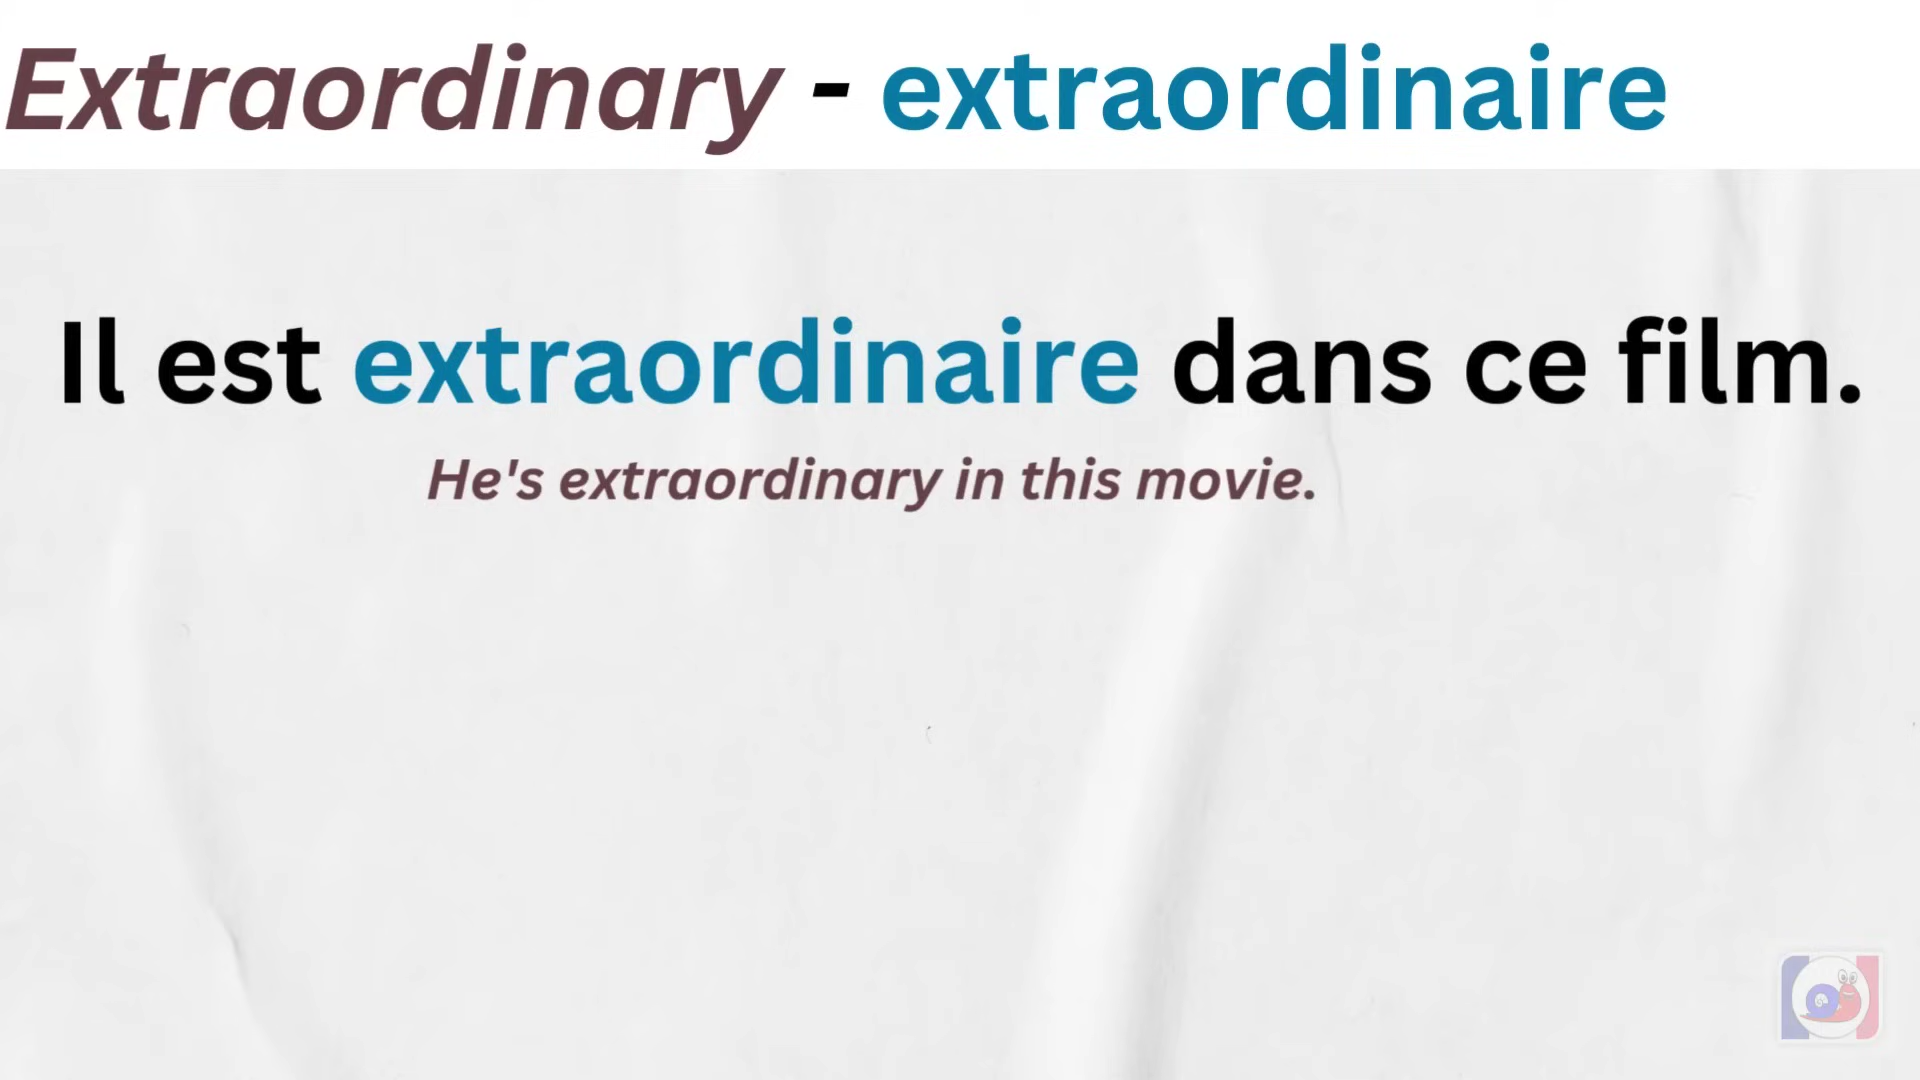 Extraordinary - extraordinaire
Il est extraordinaire dans ce film.
He's extraordinary in this movie.